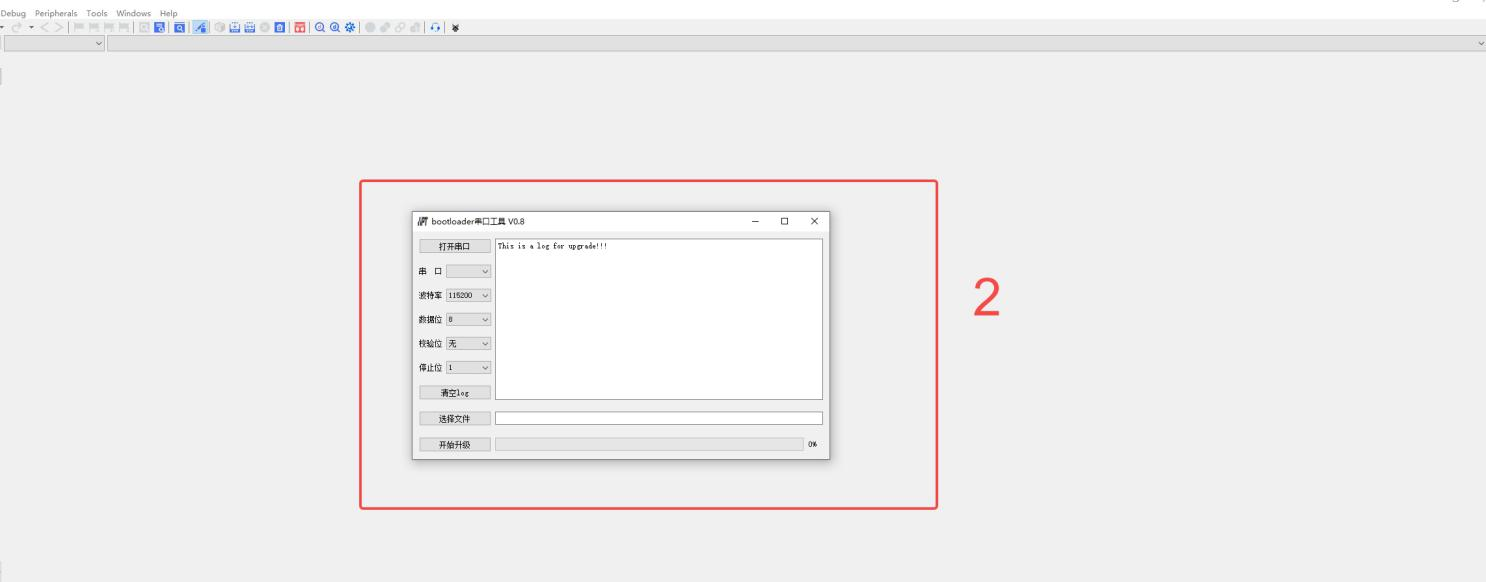 Debug Peripherals Tools Windows Help
bootloader串口工具 V0.8
打开串口
This is a log for upgrade!!!
串 口
波特率 115200
数据位 8
校验位 无
停止位 1
清空log
选择文件
开始升级
0%
2